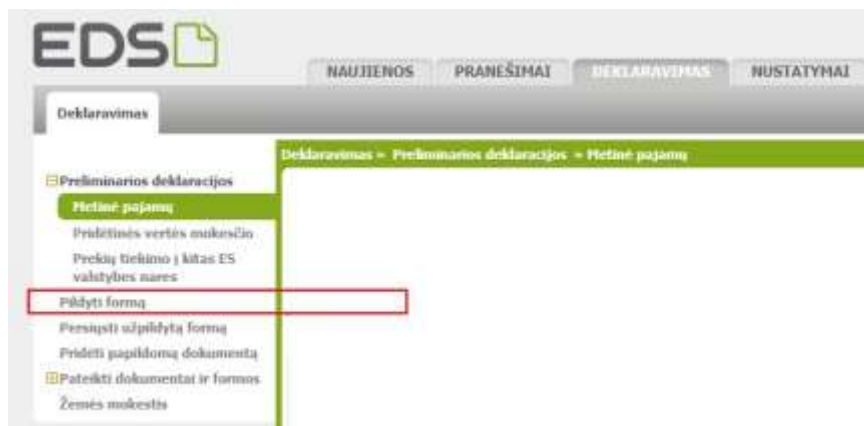 EDS
NAUJIENOS PRANEŠIMAI DEKLARAVIMAS NUSTATYMAI
Deklaravimas
Deklaravimas » Preliminarios deklaracijos » Metinė pajamų
Preliminarios deklaracijos
Metinė pajamų
Pridėtinės vertės mokesčio
Prekių tiekimo į kitas ES
valstybes nares
Pildyti formą
Persiųsti užpildytą formą
Pridėti papildomą dokumentą
Pateikti dokumentai ir formos
Žemės mokestis